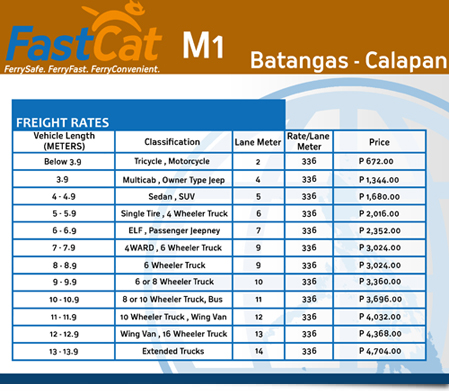 FastCat
FerrySafe. FerryFast. FerryConvenient.
M1
Batangas - Calapan
FREIGHT RATES
Vehicle Length (METERS) Classification Lane Meter Rate/Lane Meter Price
Below 3.9 Tricycle , Motorcycle 2 336 P 672.00
3.9 Multicab , Owner Type Jeep 4 336 P 1,344.00
4 - 4.9 Sedan , SUV 5 336 P 1,680.00
5 - 5.9 Single Tire , 4 Wheeler Truck 6 336 P 2,016.00
6 - 6.9 ELF , Passenger Jeepney 7 336 P 2,352.00
7 - 7.9 4WARD , 6 Wheeler Truck 9 336 P 3,024.00
8 - 8.9 6 Wheeler Truck 9 336 P 3,024.00
9 - 9.9 6 or 8 Wheeler Truck 10 336 P 3,360.00
10 - 10.9 8 or 10 Wheeler Truck, Bus 11 336 P 3,696.00
11 - 11.9 10 Wheeler Truck , Wing Van 12 336 P 4,032.00
12 - 12.9 Wing Van , 16 Wheeler Truck 13 336 P 4,368.00
13 - 13.9 Extended Trucks 14 336 P 4,704.00